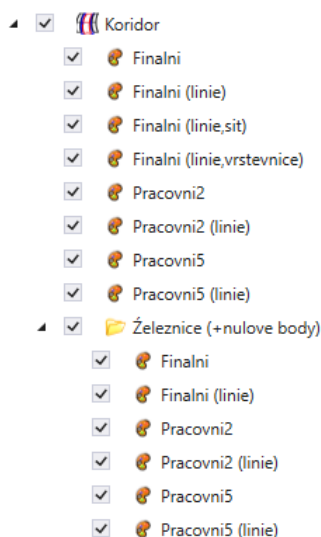 Koridor
Finalni
Finalni (linie)
Finalni (linie,sit)
Finalni (linie,vrstevnice)
Pracovni2
Pracovni2 (linie)
Pracovni5
Pracovni5 (linie)
Źeleznice (+nulove body)
Finalni
Finalni (linie)
Pracovni2
Pracovni2 (linie)
Pracovni5
Pracovni5 (linie)